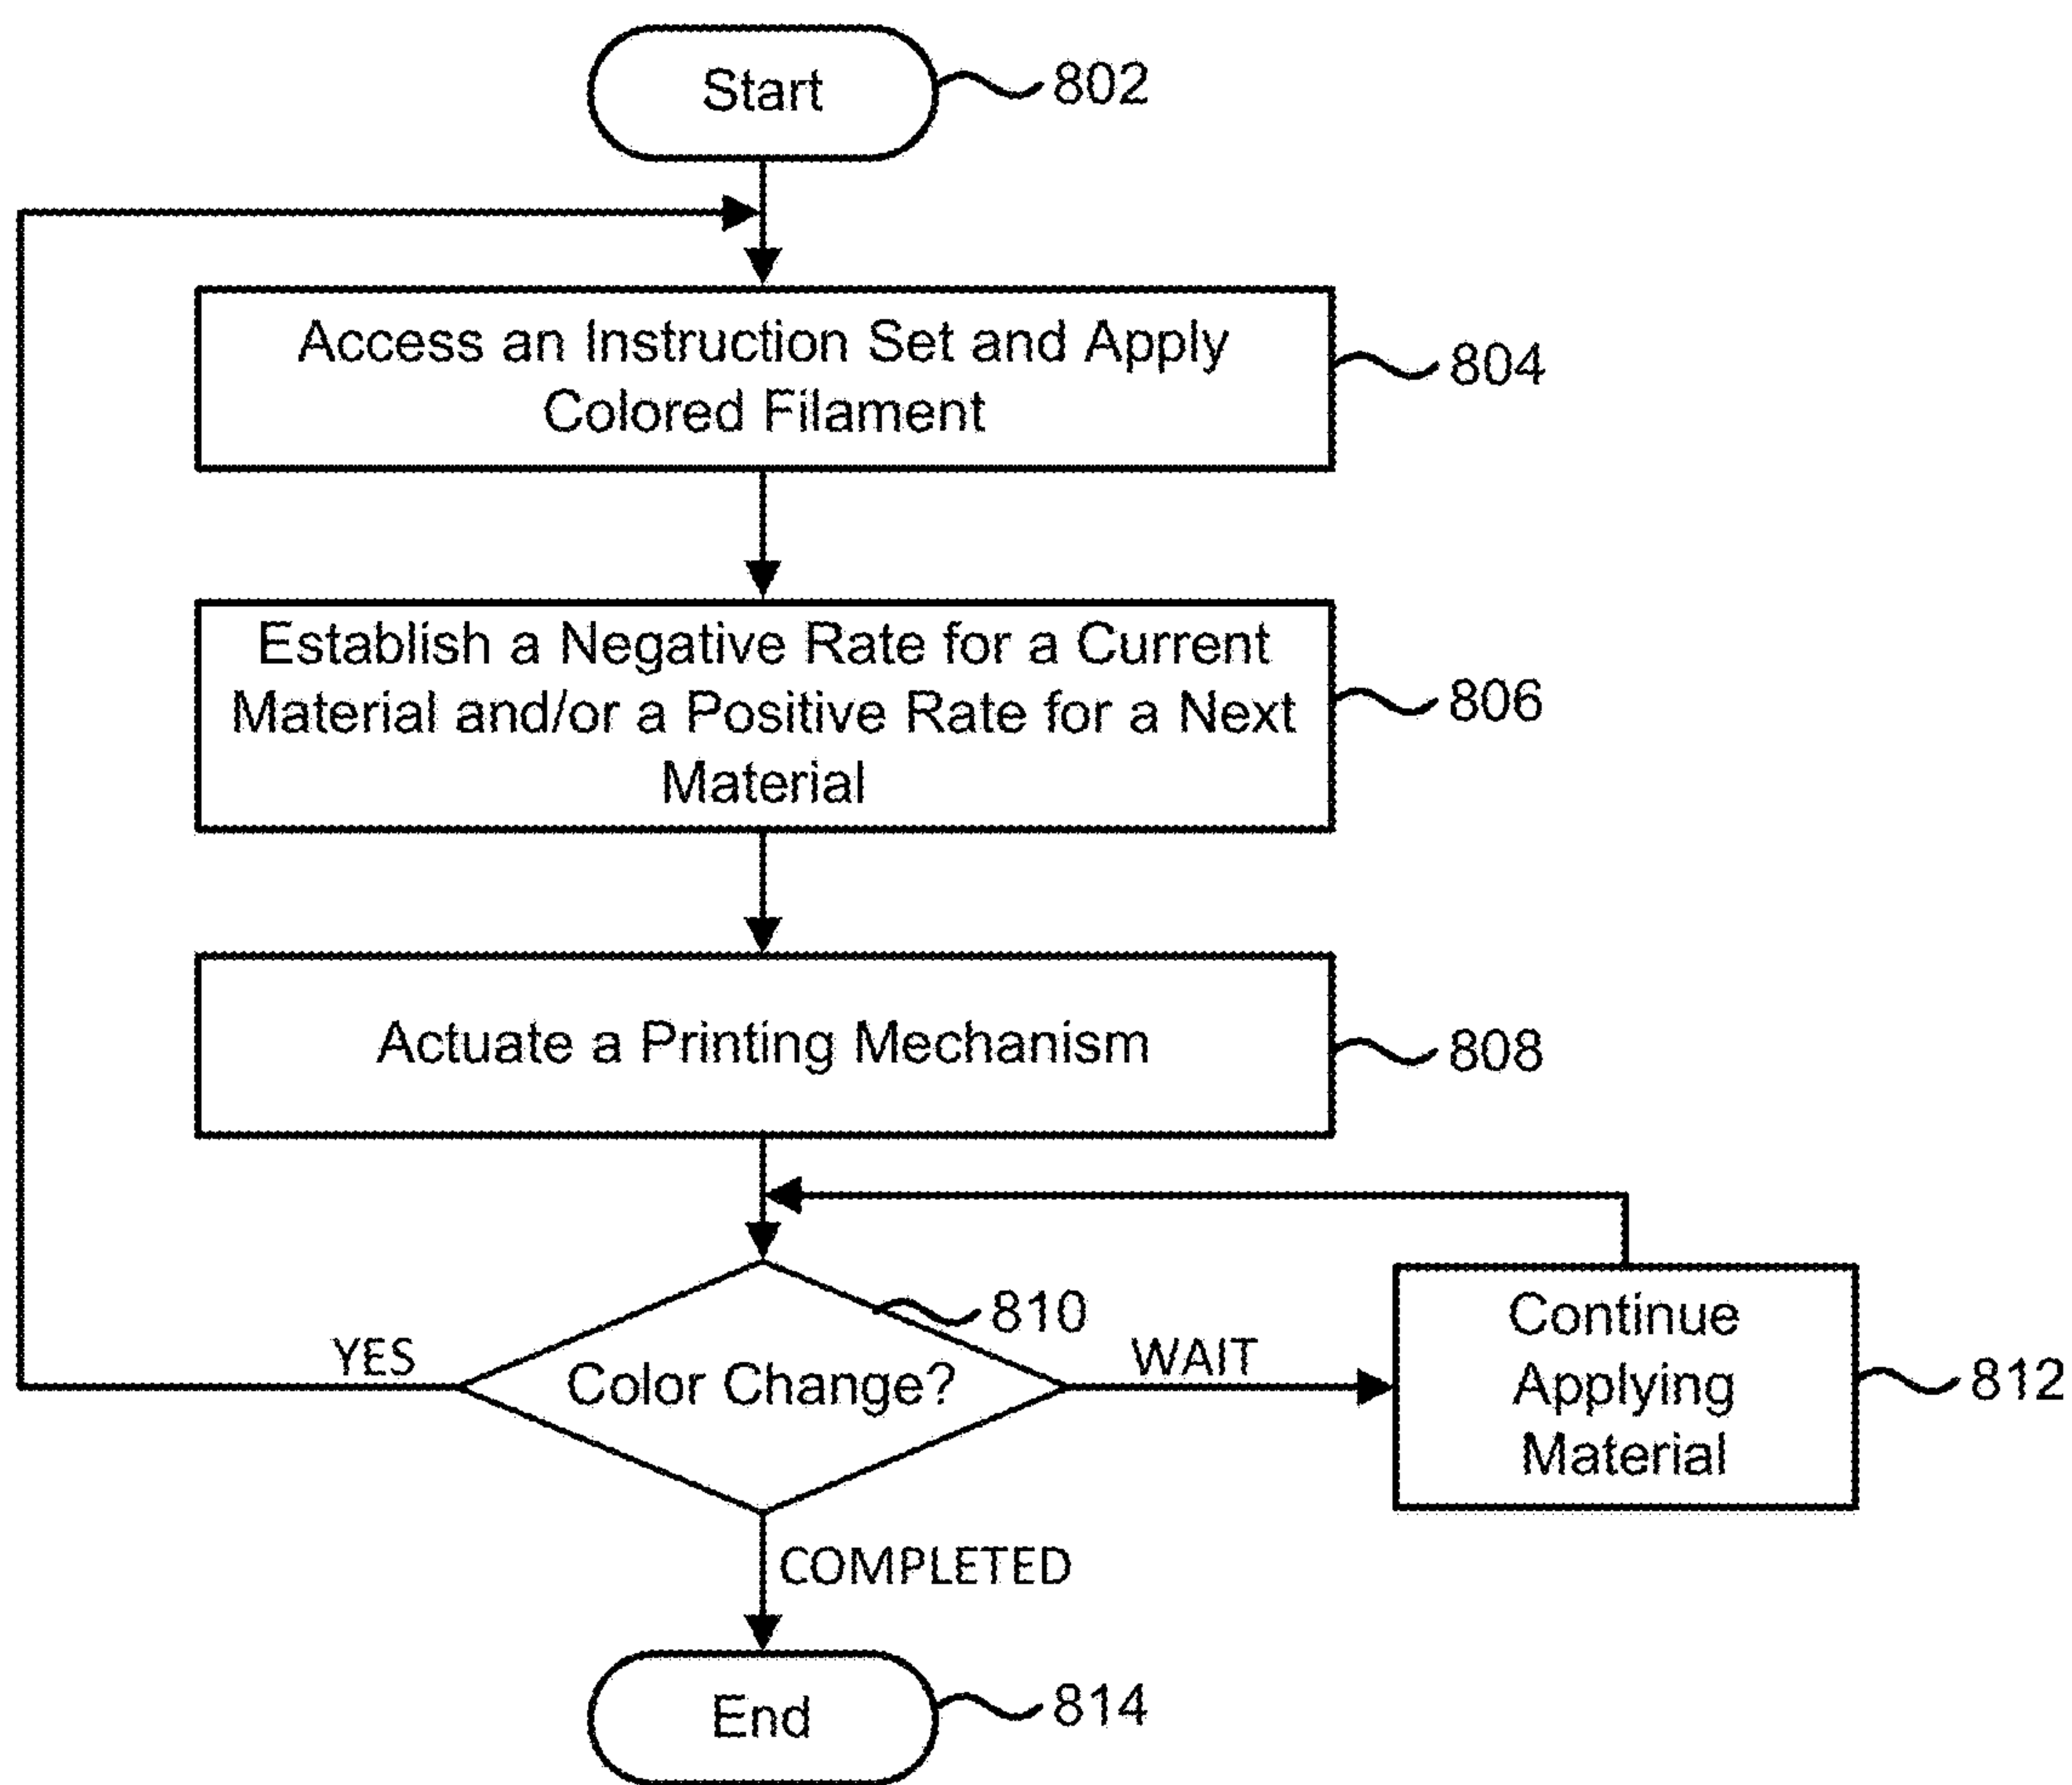 Start
802
Access an Instruction Set and Apply
Colored Filament
804
Establish a Negative Rate for a Current
Material and/or a Positive Rate for a Next
Material
806
Actuate a Printing Mechanism
808
810
Color Change?
YES
WAIT
Continue
Applying
Material
812
COMPLETED
End
814